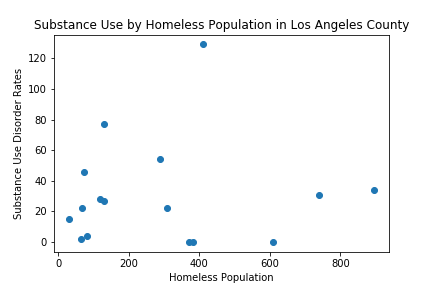 Substance Use by Homeless Population in Los Angeles County
Substance Use Disorder Rates
120
100
80
60
40
20
0
0 200 400 600 800
Homeless Population